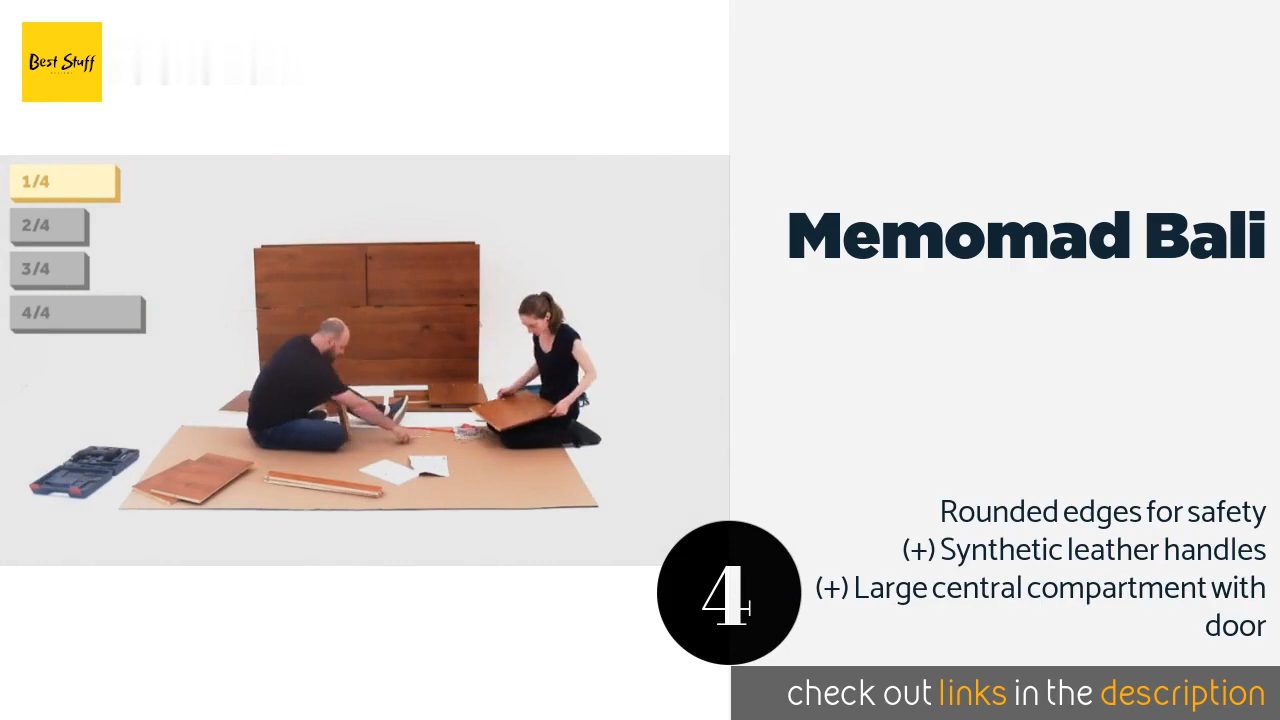 Best Stuff
1/4
2/4
3/4
4/4
Memomad Bali
Rounded edges for safety
(+) Synthetic leather handles
(+) Large central compartment with
door
4
check out links in the description